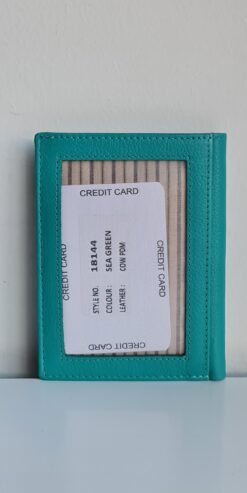 CREDIT CARD
STYLE NO. 18144
COLOUR : SEA GREEN
LEATHER : COW PDM
CREDIT CARD
CREDIT CARD
CREDIT CARD